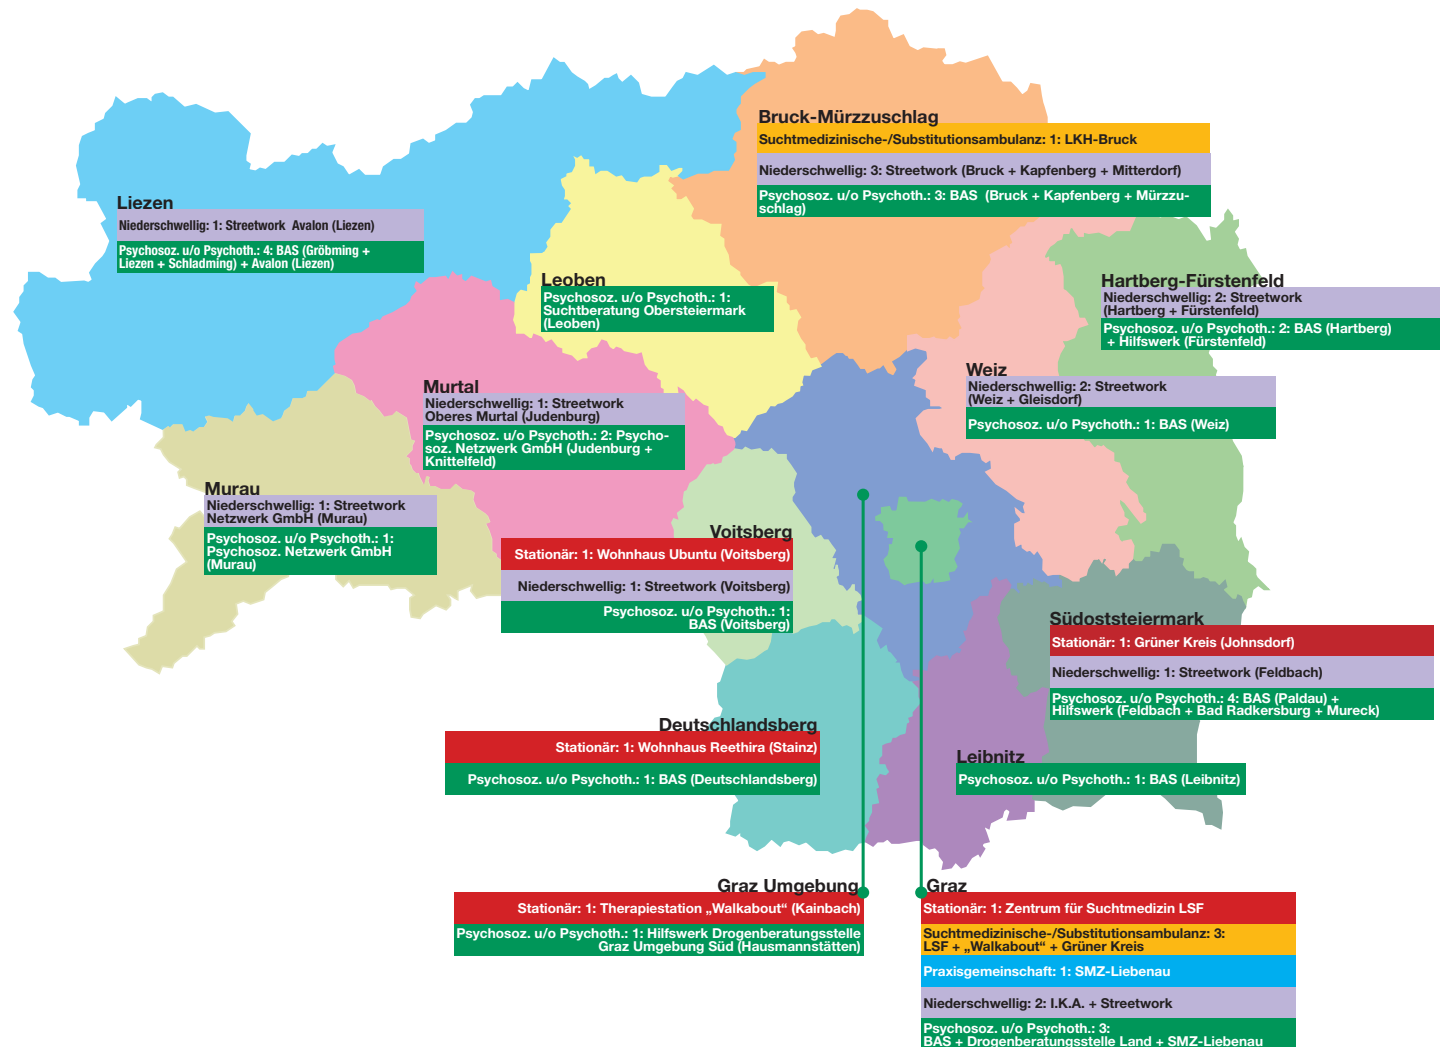 Bruck-Mürzzuschlag
Suchtmedizinische-/Substitutionsambulanz: 1: LKH-Bruck
Niederschwellig: 3: Streetwork (Bruck + Kapfenberg + Mitterdorf)
Psychosoz. u/o Psychoth.: 3: BAS (Bruck + Kapfenberg + Mürzzu-
schlag)
Liezen
Niederschwellig: 1: Streetwork Avalon (Liezen)
Psychosoz. u/o Psychoth.: 4: BAS (Gröbming +
Liezen + Schladming) + Avalon (Liezen)
Leoben
Psychosoz. u/o Psychoth.: 1:
Suchtberatung Obersteiermark
(Leoben)
Hartberg-Fürstenfeld
Niederschwellig: 2: Streetwork
(Hartberg + Fürstenfeld)
Psychosoz. u/o Psychoth.: 2: BAS (Hartberg)
+ Hilfswerk (Fürstenfeld)
Weiz
Niederschwellig: 2: Streetwork
(Weiz + Gleisdorf)
Psychosoz. u/o Psychoth.: 1: BAS (Weiz)
Murtal
Niederschwellig: 1: Streetwork
Oberes Murtal (Judenburg)
Psychosoz. u/o Psychoth.: 2: Psycho-
soz. Netzwerk GmbH (Judenburg +
Knittelfeld)
Murau
Niederschwellig: 1: Streetwork
Netzwerk GmbH (Murau)
Psychosoz. u/o Psychoth.: 1:
Psychosoz. Netzwerk GmbH
(Murau)
Voitsberg
Stationär: 1: Wohnhaus Ubuntu (Voitsberg)
Niederschwellig: 1: Streetwork (Voitsberg)
Psychosoz. u/o Psychoth.: 1:
BAS (Voitsberg)
Südoststeiermark
Stationär: 1: Grüner Kreis (Johnsdorf)
Niederschwellig: 1: Streetwork (Feldbach)
Psychosoz. u/o Psychoth.: 4: BAS (Paldau) +
Hilfswerk (Feldbach + Bad Radkersburg + Mureck)
Deutschlandsberg
Stationär: 1: Wohnhaus Reethira (Stainz)
Psychosoz. u/o Psychoth.: 1: BAS (Deutschlandsberg)
Leibnitz
Psychosoz. u/o Psychoth.: 1: BAS (Leibnitz)
Graz Umgebung
Stationär: 1: Therapiestation „Walkabout“ (Kainbach)
Psychosoz. u/o Psychoth.: 1: Hilfswerk Drogenberatungsstelle
Graz Umgebung Süd (Hausmannstätten)
Graz
Stationär: 1: Zentrum für Suchtmedizin LSF
Suchtmedizinische-/Substitutionsambulanz: 3:
LSF + „Walkabout“ + Grüner Kreis
Praxisgemeinschaft: 1: SMZ-Liebenau
Niederschwellig: 2: I.K.A. + Streetwork
Psychosoz. u/o Psychoth.: 3:
BAS + Drogenberatungsstelle Land + SMZ-Liebenau